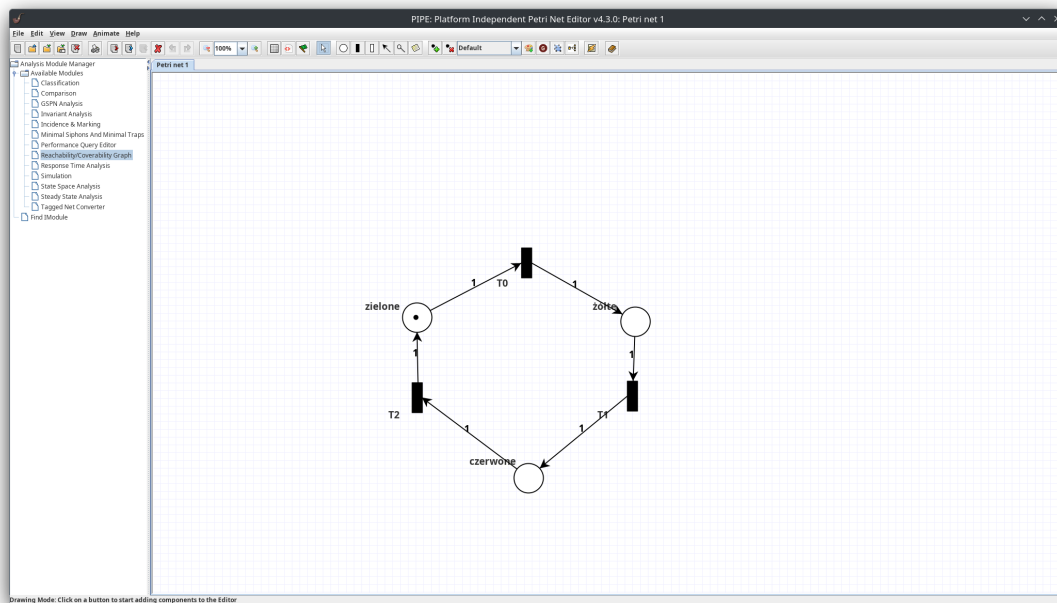 PIPE: Platform Independent Petri Net Editor v4.3.0: Petri net 1
File Edit View Draw Animate Help
100% Default
Analysis Module Manager
Available Modules
Classification
Comparison
GSPN Analysis
Invariant Analysis
Incidence & Marking
Minimal Siphons And Minimal Traps
Performance Query Editor
Reachability/Coverability Graph
Response Time Analysis
Simulation
State Space Analysis
Steady State Analysis
Tagged Net Converter
Find IModule
Petri net 1
1 T0 1
zielone żółte
1 1
T2 T1
1 1
czerwone
Drawing Mode: Click on a button to start adding components to the Editor